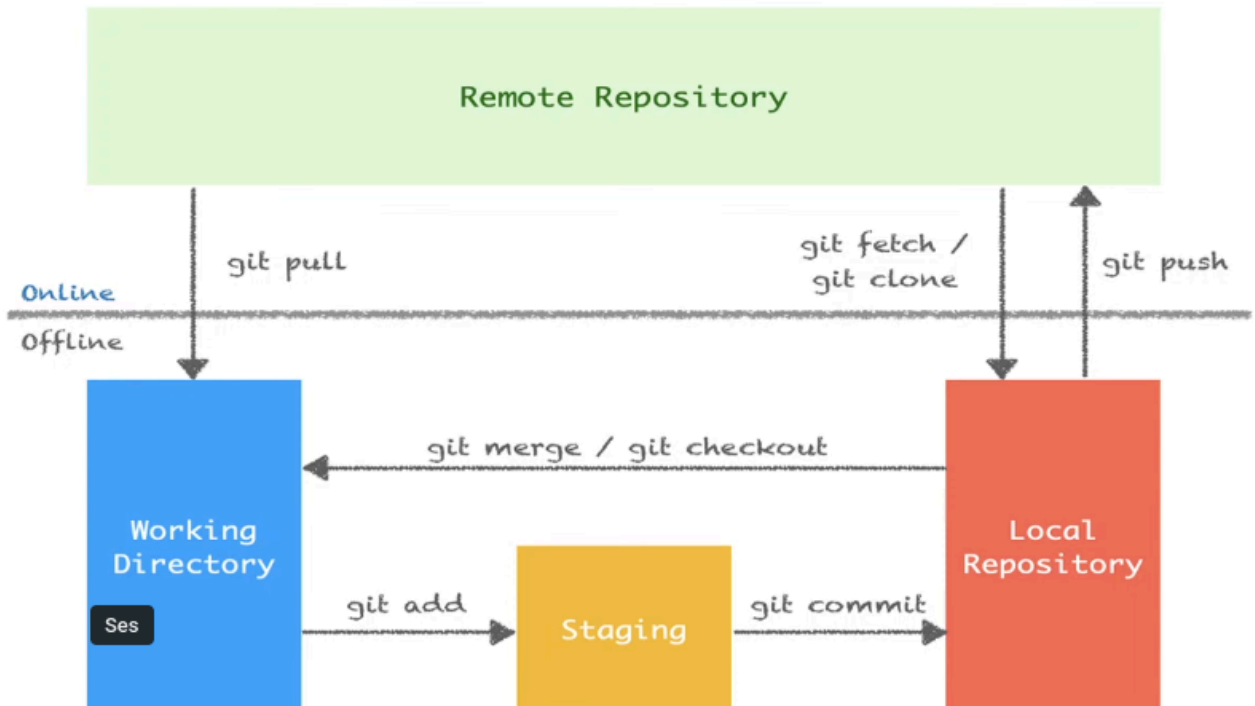 Remote Repository
git pull
git fetch /
git clone
git push
Online
Offline
git merge / git checkout
Working
Directory
Local
Repository
Ses
git add
Staging
git commit